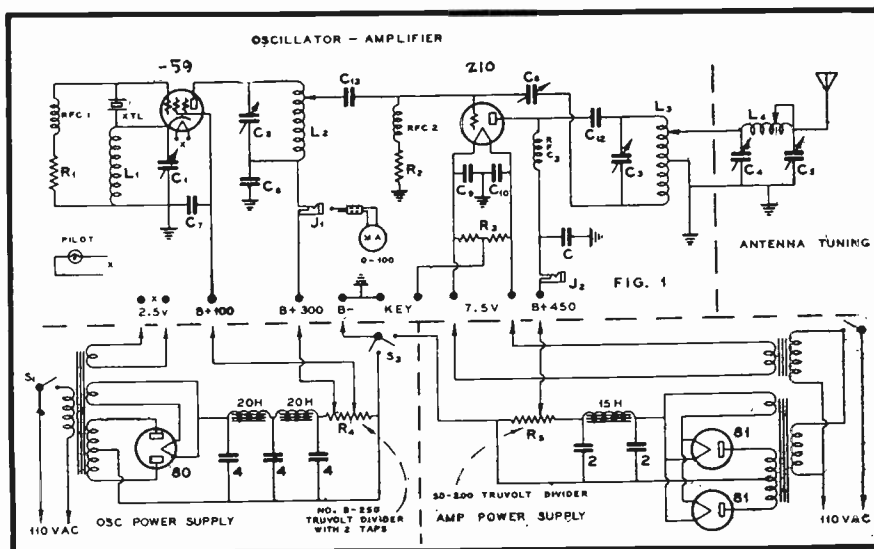 OSCILLATOR - AMPLIFIER
-59
210
RFC 1
XTL
R1
L1
C1
C7
C2
L2
C6
C13
RFC 2
R2
C8
C9
C10
R3
RFC3
C12
C3
L3
L4
C4
C5
C
J1
MA
0-100
J2
PILOT
X
X
FIG. 1
ANTENNA TUNING
X
2.5V
B+100
B+300
B-
KEY
7.5V
B+450
S1
S2
20H
20H
R4
4
4
4
80
15H
R5
2
2
81
81
NO. B-250
TRUVOLT DIVIDER
WITH 2 TAPS
SD-200 TRUVOLT DIVIDER
110 VAC
OSC POWER SUPPLY
AMP POWER SUPPLY
110 VAC